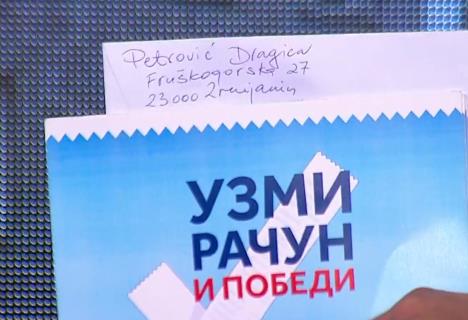 Petrović Dragica
Fruškogorska 27
23000 Zrenjanin
УЗМИ
РАЧУН
И ПОБЕДИ